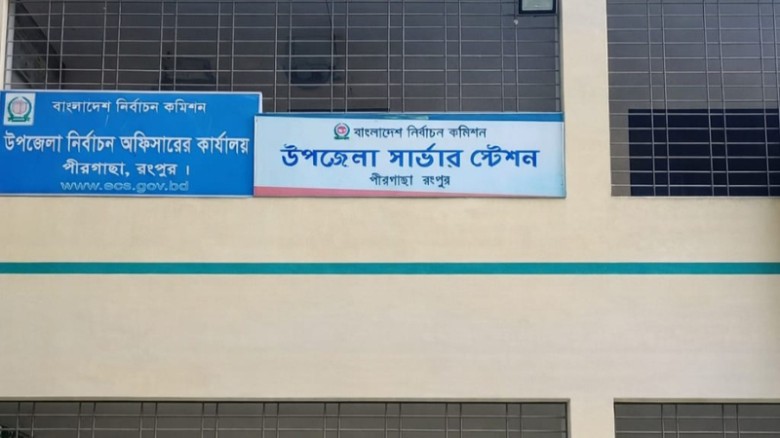 বাংলাদেশ নির্বাচন কমিশন
উপজেলা নির্বাচন অফিসারের কার্যালয়
পীরগাছা, রংপুর ।
www.ecs.gov.bd
বাংলাদেশ নির্বাচন কমিশন
উপজেলা সার্ভার স্টেশন
পীরগাছা রংপুর